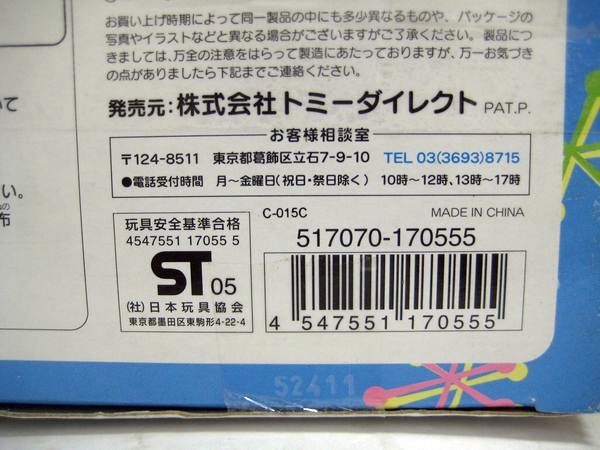 お買い上げ時期によって同一製品の中にも多少異なるものや、パッケージの
写真やイラストなどと異なる場合がございますがご了承ください。製品につ
きましては、万全の注意をはらって製造にあたっておりますが、万一お気づき
の点がありましたら下記までご連絡ください。
いて
発売元:株式会社トミーダイレクト PAT.P.
お客様相談室
〒124-8511 東京都葛飾区立石7-9-10 TEL 03(3693)8715
●電話受付時間 月〜金曜日(祝日・祭日除く) 10時〜12時、13時〜17時
い。
布
玩具安全基準合格
4547551 17055 5
ST 05
(社)日本玩具協会
東京都墨田区東駒形4-22-4
C-015C MADE IN CHINA
517070-170555
4 547551 170555
52411